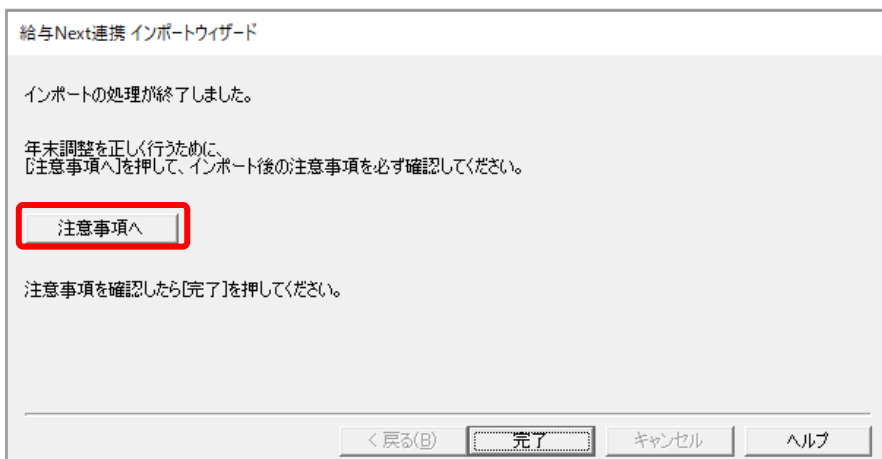 給与Next連携 インポートウィザード
インポートの処理が終了しました。
年末調整を正しく行うために、
[注意事項へ]を押して、インポート後の注意事項を必ず確認してください。
注意事項へ
注意事項を確認したら[完了]を押してください。
< 戻る(B) 完了 キャンセル ヘルプ